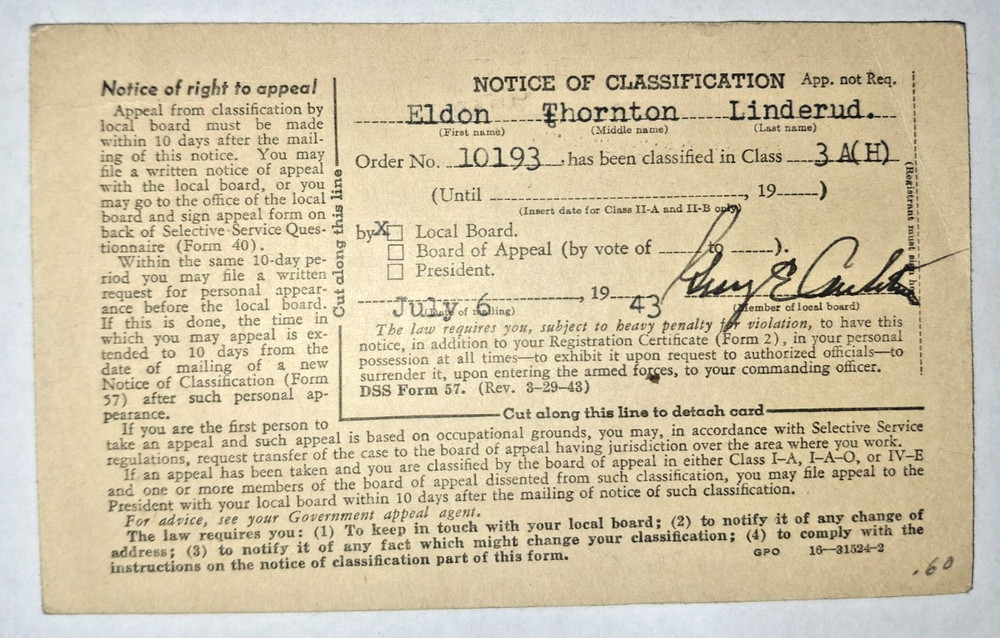 Notice of right to appeal
Appeal from classification by
local board must be made
within 10 days after the mail-
ing of this notice. You may
file a written notice of appeal
with the local board, or you
may go to the office of the local
board and sign appeal form on
back of Selective Service Ques-
tionnaire (Form 40).
Within the same 10-day pe-
riod you may file a written
request for personal appear-
ance before the local board.
If this is done, the time in
which you may appeal is ex-
tended to 10 days from the
date of mailing of a new
Notice of Classification (Form
57) after such personal ap-
pearance.
If you are the first person to
take an appeal and such appeal is based on occupational grounds, you may, in accordance with Selective Service
regulations, request transfer of the case to the board of appeal having jurisdiction over the area where you work.
If an appeal has been taken and you are classified by the board of appeal in either Class I-A, I-A-O, or IV-E
and one or more members of the board of appeal dissented from such classification, you may file appeal to the
President with your local board within 10 days after the mailing of notice of such classification.
For advice, see your Government appeal agent.
The law requires you: (1) To keep in touch with your local board; (2) to notify it of any change of
address; (3) to notify it of any fact which might change your classification; (4) to comply with the
instructions on the notice of classification part of this form.
GPO 16—31524-2
.60
Cut along this line
NOTICE OF CLASSIFICATION App. not Req.
Eldon Thornton Linderud.
(First name) (Middle name) (Last name)
Order No. 10193 has been classified in Class 3 A(H)
(Until , 19 )
(Insert date for Class II-A and II-B only)
by X Local Board.
Board of Appeal (by vote of to ).
President.
July 6, 19 43
(Date of mailing) (Member of local board)
The law requires you, subject to heavy penalty for violation, to have this
notice, in addition to your Registration Certificate (Form 2), in your personal
possession at all times—to exhibit it upon request to authorized officials—to
surrender it, upon entering the armed forces, to your commanding officer.
DSS Form 57. (Rev. 3-29-43)
Cut along this line to detach card
(Registrant must sign here)